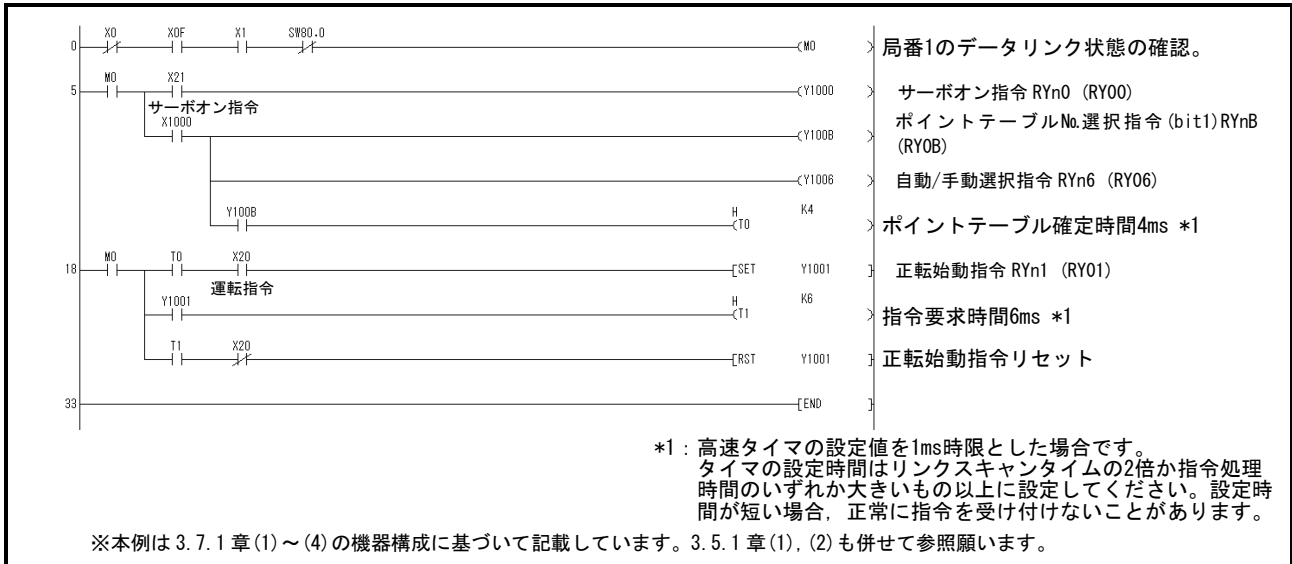 X0 X0F X1 SW80.0
0 (M0 ) 局番1のデータリンク状態の確認。
M0 X21
5 (Y1000 ) サーボオン指令 RYn0 (RY00)
サーボオン指令
X1000
(Y100B ) ポイントテーブル№選択指令(bit1)RYnB
(RY0B)
(Y1006 ) 自動/手動選択指令 RYn6 (RY06)
Y100B H K4
(T0 ) ポイントテーブル確定時間4ms *1
M0 T0 X20
18 [SET Y1001 ] 正転始動指令 RYn1 (RY01)
運転指令
Y1001 H K6
(T1 ) 指令要求時間6ms *1
T1 X20
[RST Y1001 ] 正転始動指令リセット
33 [END ]
*1:高速タイマの設定値を1ms時限とした場合です。
タイマの設定時間はリンクスキャンタイムの2倍か指令処理
時間のいずれか大きいもの以上に設定してください。設定時
間が短い場合,正常に指令を受け付けないことがあります。
※本例は 3.7.1 章(1)~(4)の機器構成に基づいて記載しています。3.5.1 章(1),(2)も併せて参照願います。